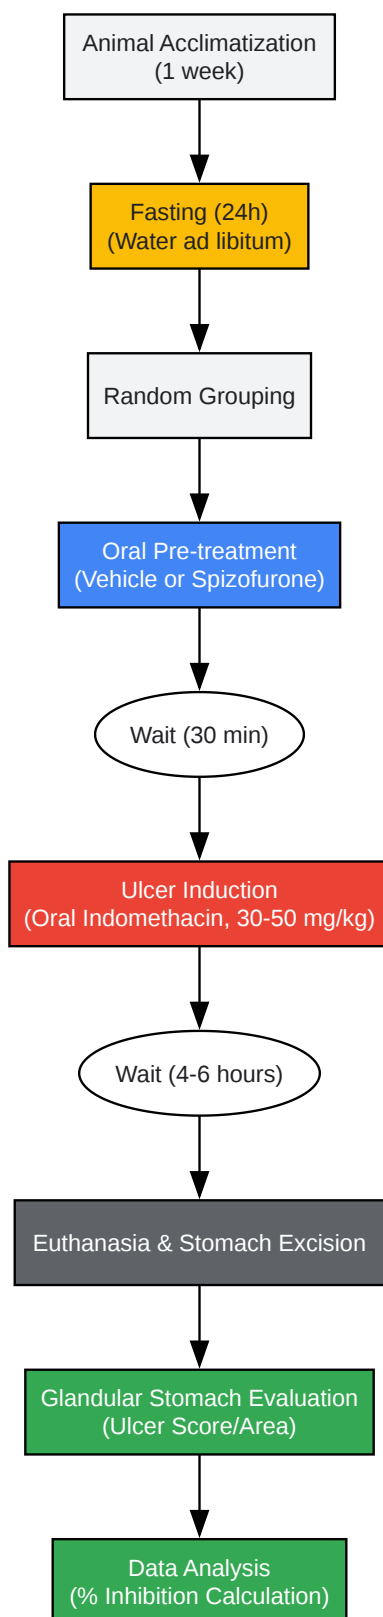 Animal Acclimatization
(1 week)
Fasting (24h)
(Water ad libitum)
Random Grouping
Oral Pre-treatment
(Vehicle or Spizofurone)
Wait (30 min)
Ulcer Induction
(Oral Indomethacin, 30-50 mg/kg)
Wait (4-6 hours)
Euthanasia & Stomach Excision
Glandular Stomach Evaluation
(Ulcer Score/Area)
Data Analysis
(% Inhibition Calculation)